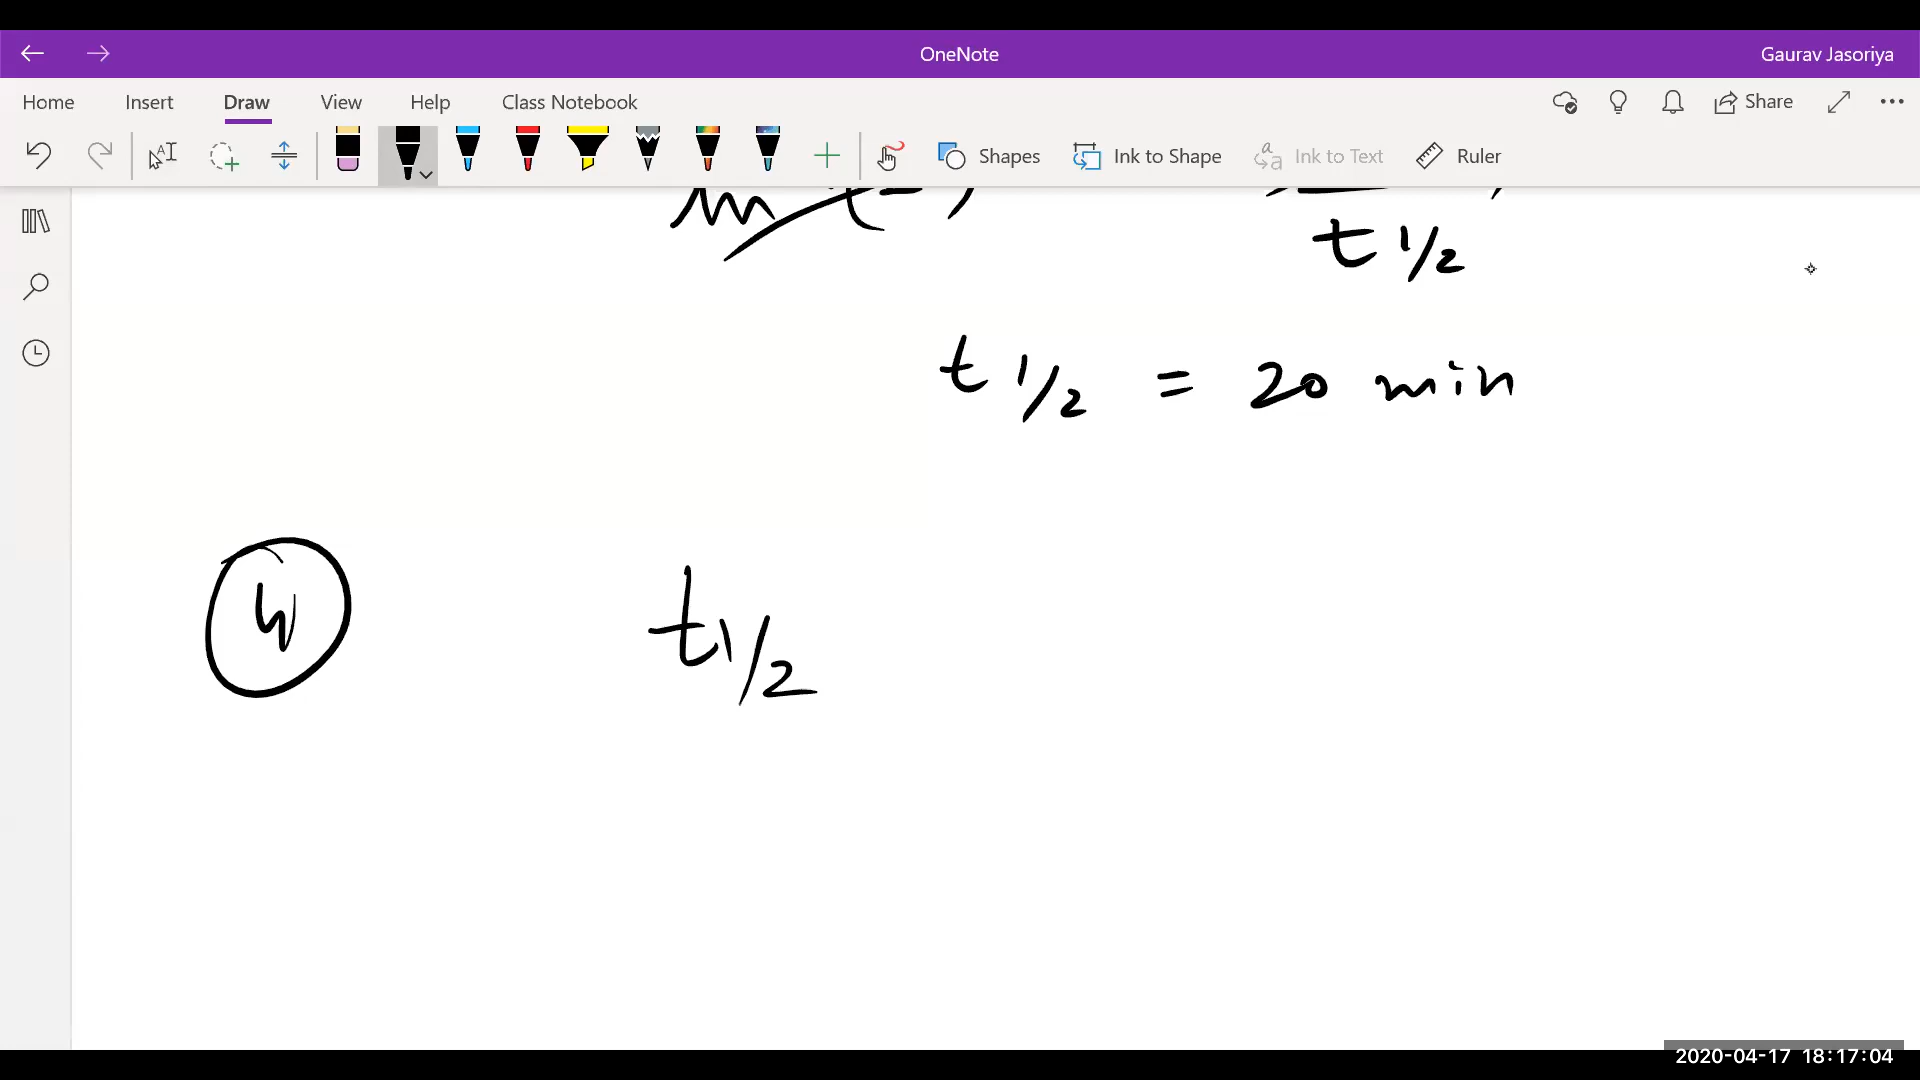 OneNote
Gaurav Jasoriya
Home Insert Draw View Help Class Notebook Share
Shapes Ink to Shape Ink to Text Ruler
t 1/2
t 1/2 = 20 min
4
t 1/2
2020-04-17 18:17:04